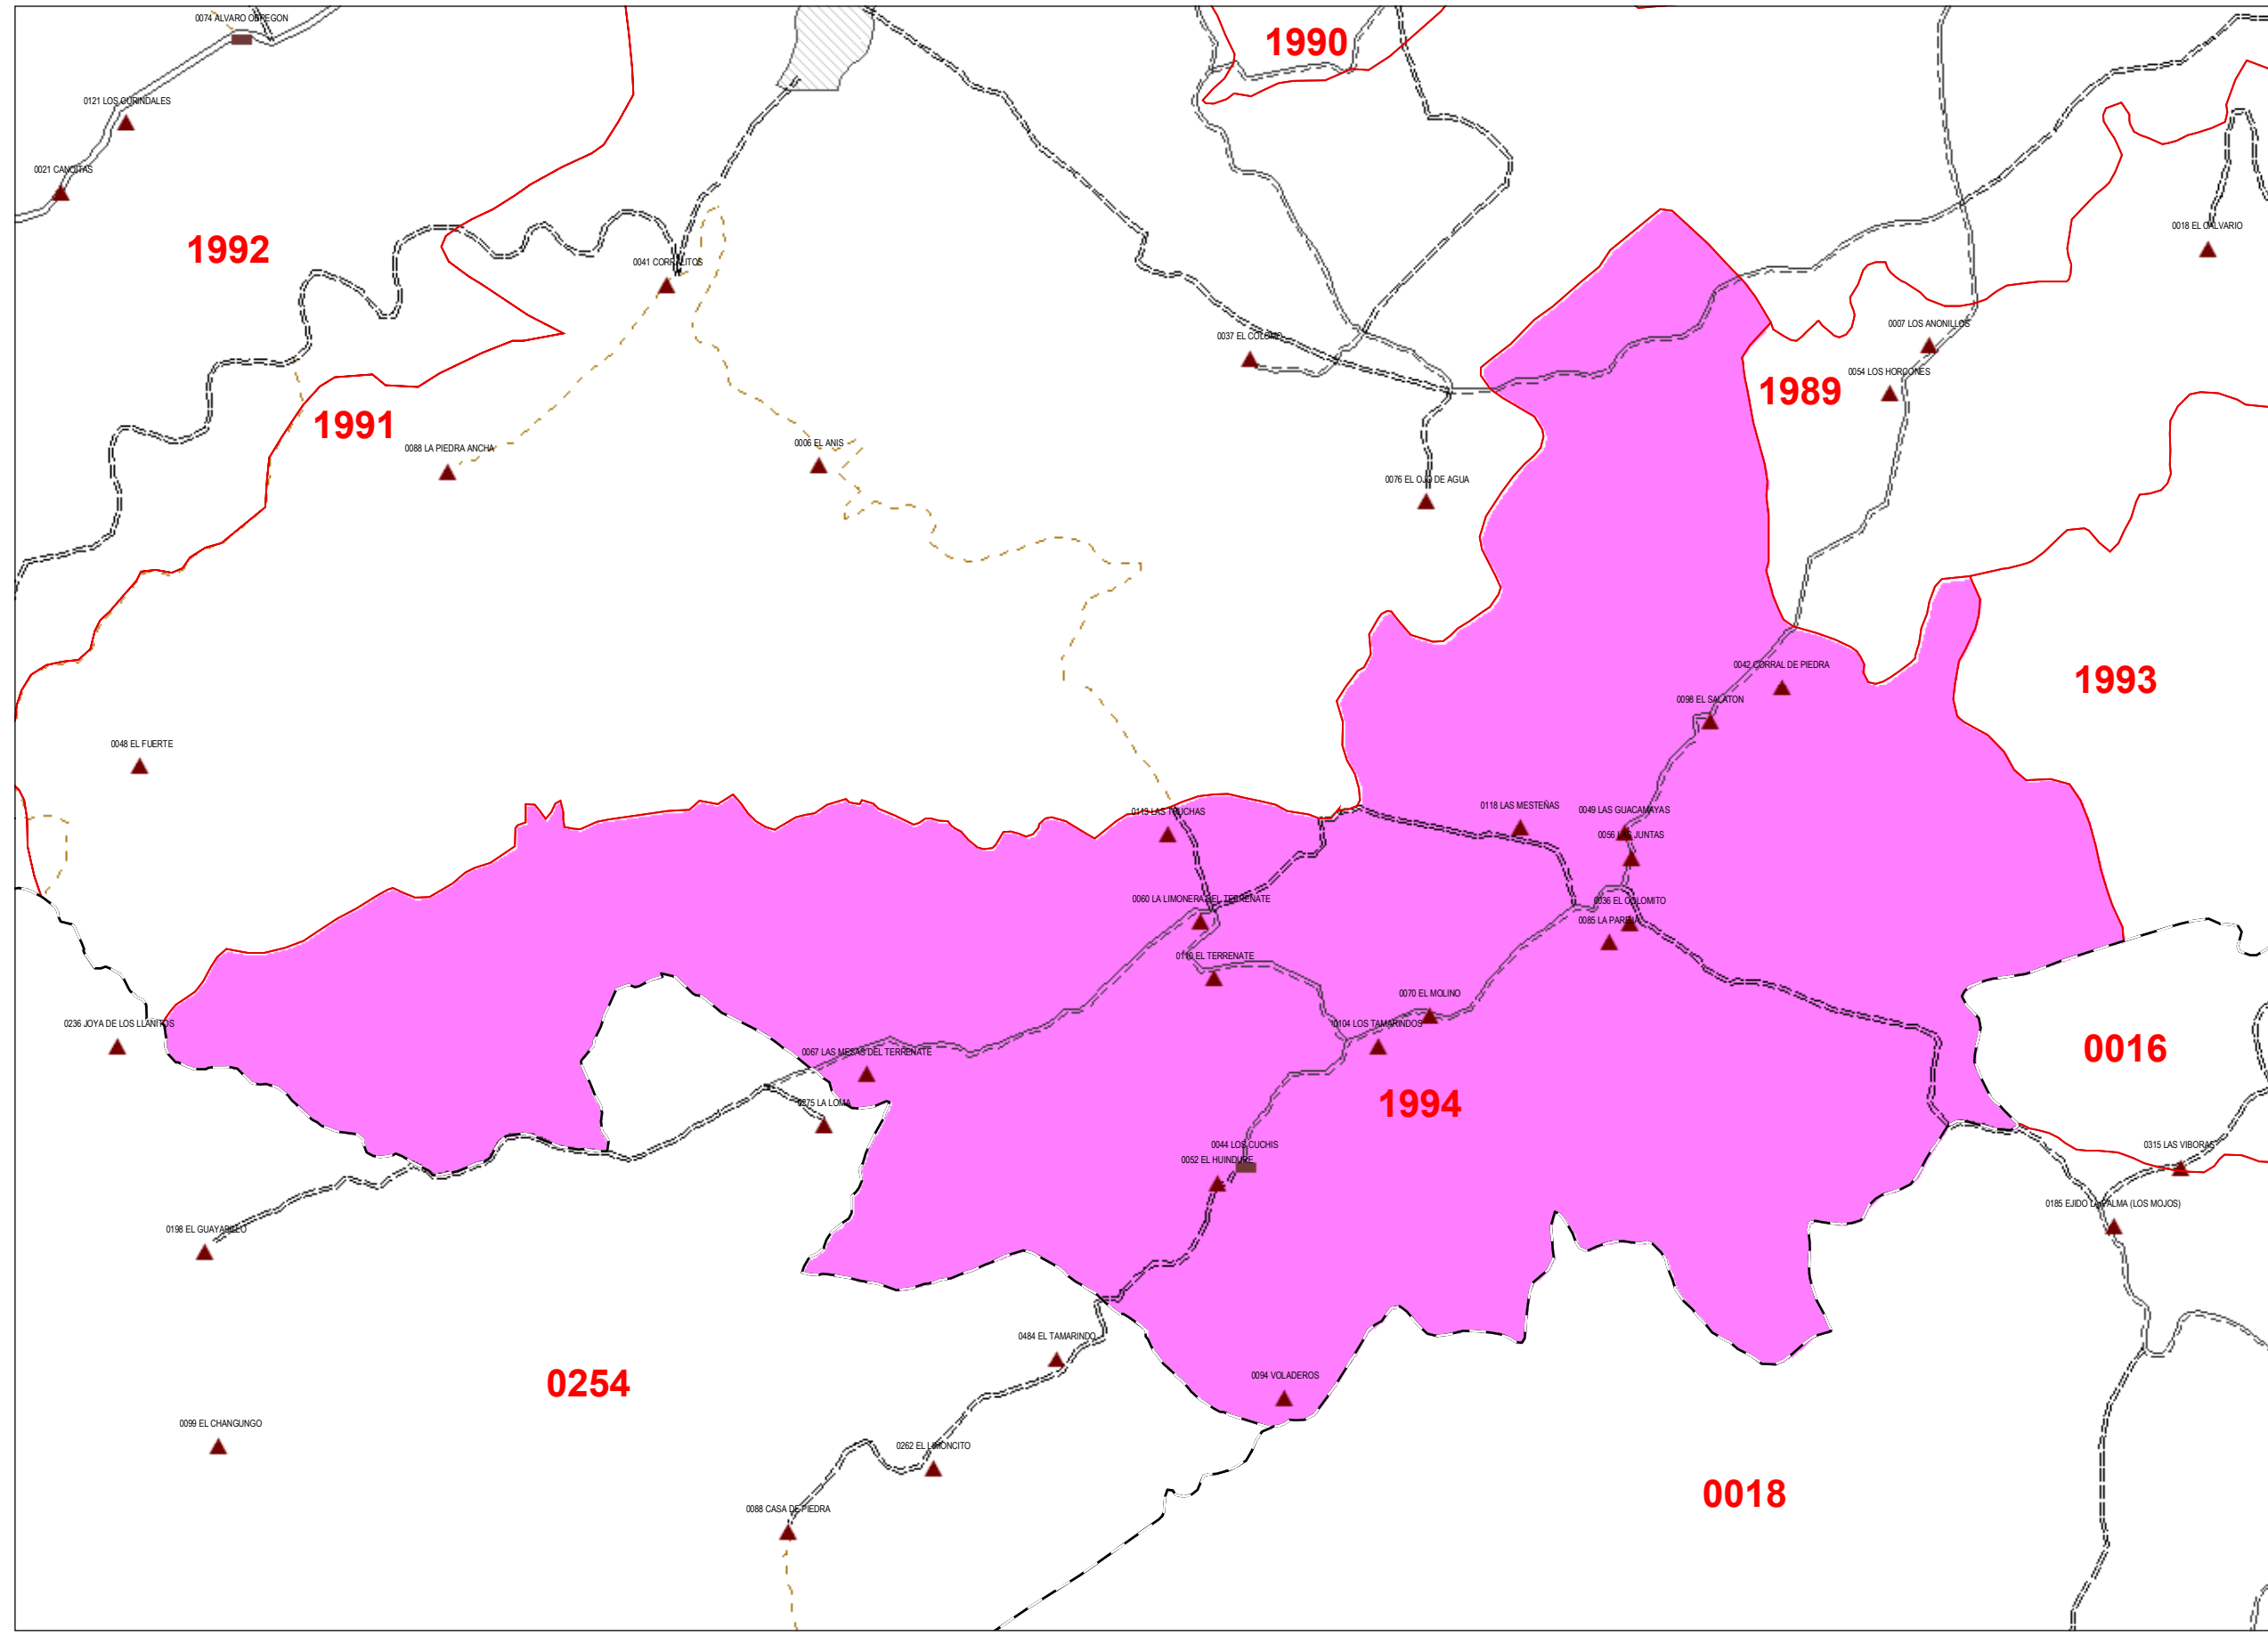 0074 ALVARO OBREGON
1990
0121 LOS CURINDALES
0021 CANOITAS
1992
0018 EL CALVARIO
0041 CORRALITOS
0007 LOS ANONILLOS
0037 EL COLOMO
0054 LOS HORCONES
1989
1991
0088 LA PIEDRA ANCHA
0006 EL ANIS
0076 EL OJO DE AGUA
0042 CORRAL DE PIEDRA
1993
0098 EL SALATON
0048 EL FUERTE
0113 LAS TRUCHAS
0118 LAS MESTEÑAS
0049 LAS GUACAMAYAS
0056 LAS JUNTAS
0060 LA LIMONERA DEL TERRENATE
0036 EL COLOMITO
0085 LA PAREJA
0110 EL TERRENATE
0070 EL MOLINO
0236 JOYA DE LOS LLANITOS
0104 LOS TAMARINDOS
0016
0067 LAS MESAS DEL TERRENATE
0275 LA LOMA
1994
0044 LOS CUCHIS
0315 LAS VIBORAS
0052 EL HUINDURE
0185 EJIDO LA PALMA (LOS MOJOS)
0198 EL GUAYABILLO
0484 EL TAMARINDO
0254
0094 VOLADEROS
0099 EL CHANGUNGO
0262 EL LIMONCITO
0018
0088 CASA DE PIEDRA